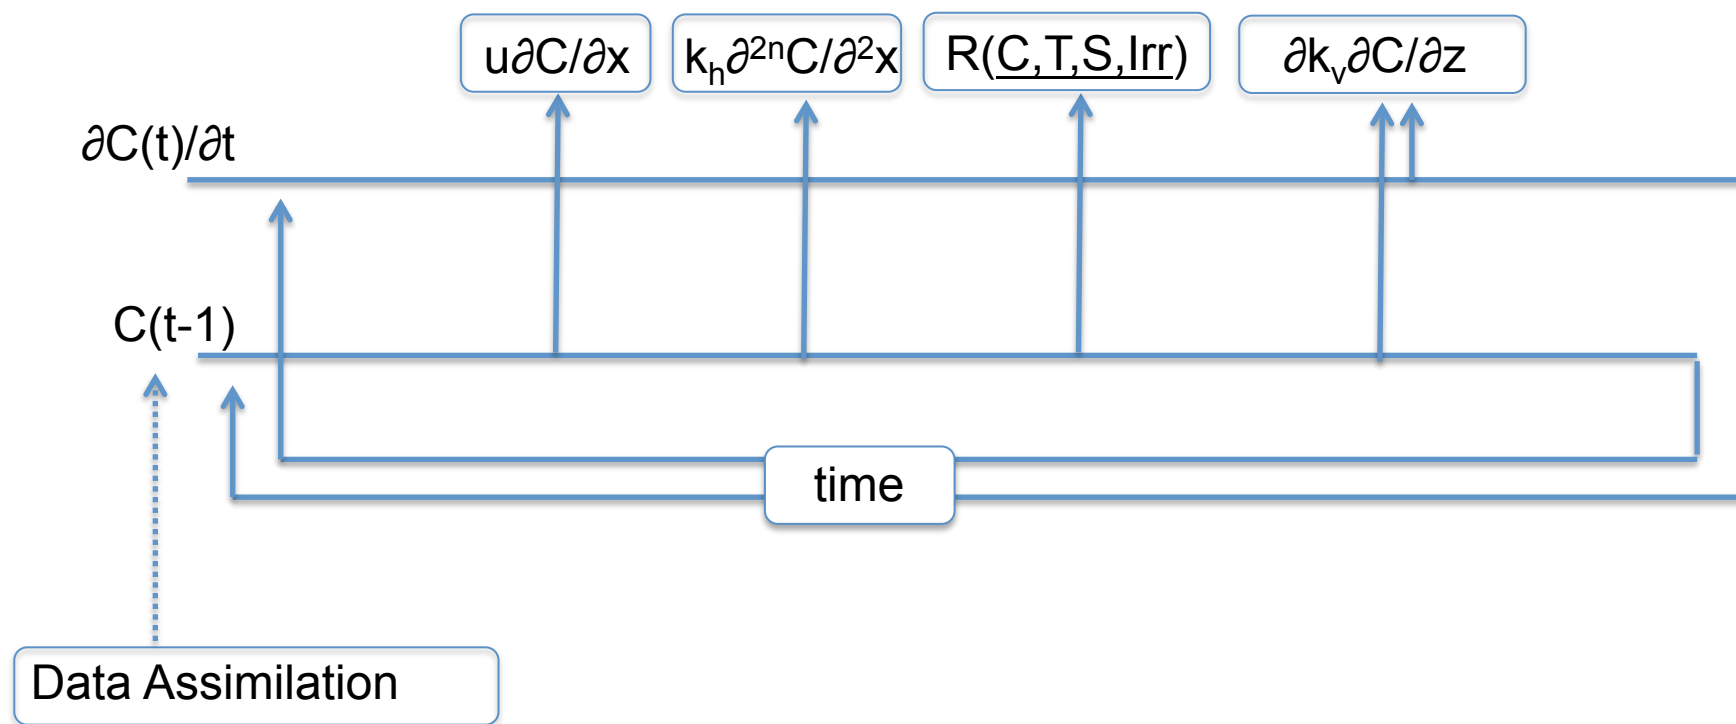 u∂C/∂x
kₕ∂²ⁿC/∂²x
R(C,T,S,Irr)
∂kᵥ∂C/∂z
∂C(t)/∂t
C(t-1)
time
Data Assimilation